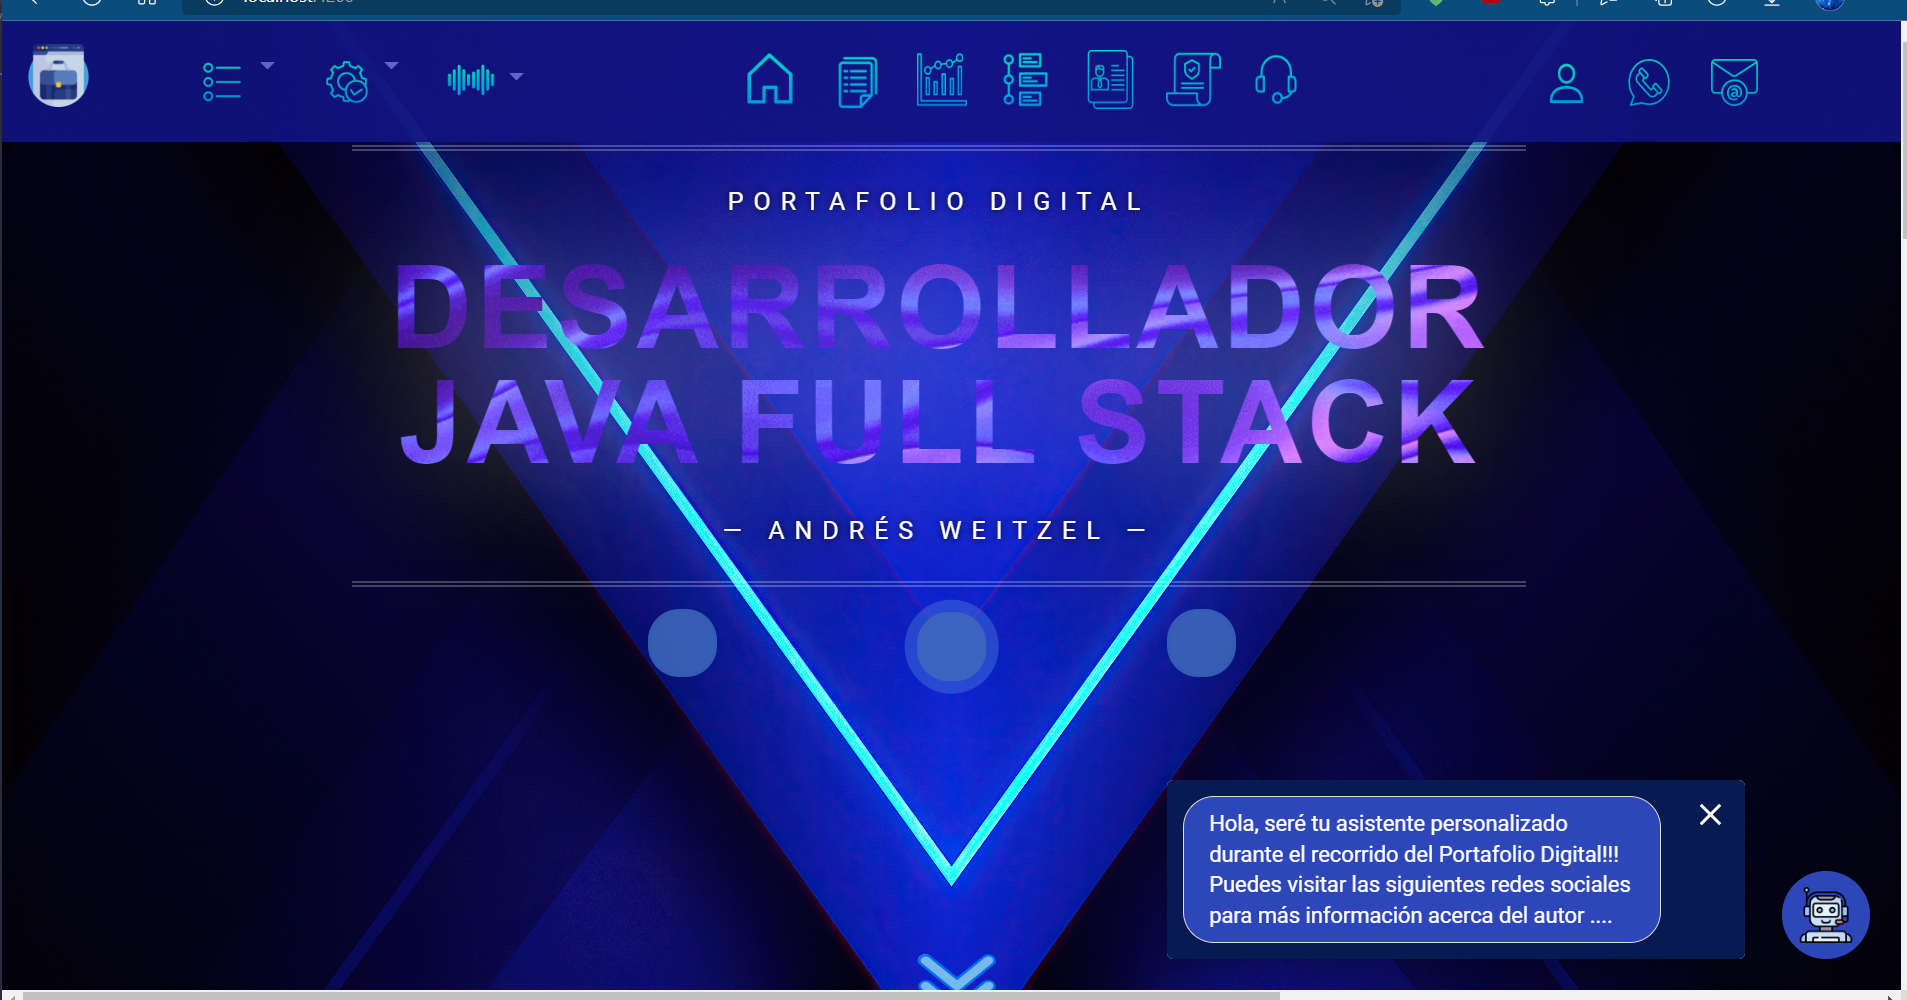 PORTAFOLIO DIGITAL
DESARROLLADOR
JAVA FULL STACK
— ANDRÉS WEITZEL —
Hola, seré tu asistente personalizado
durante el recorrido del Portafolio Digital!!!
Puedes visitar las siguientes redes sociales
para más información acerca del autor ....